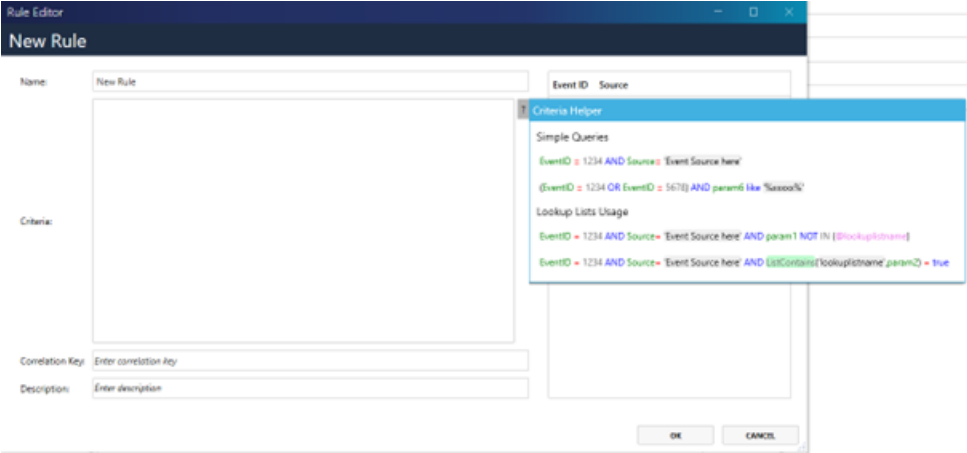 Rule Editor
New Rule
Name:
New Rule
Event ID Source
?
Criteria Helper
Simple Queries
EventID = 1234 AND Source= 'Event Source here'
(EventID = 1234 OR EventID = 5678) AND param6 like '%xxxxx%'
Lookup Lists Usage
EventID = 1234 AND Source= 'Event Source here' AND param1 NOT IN (@lookuplistname)
EventID = 1234 AND Source= 'Event Source here' AND ListContains('lookuplistname',param2) = true
Criteria:
Correlation Key:
Enter correlation key
Description:
Enter description
OK
CANCEL